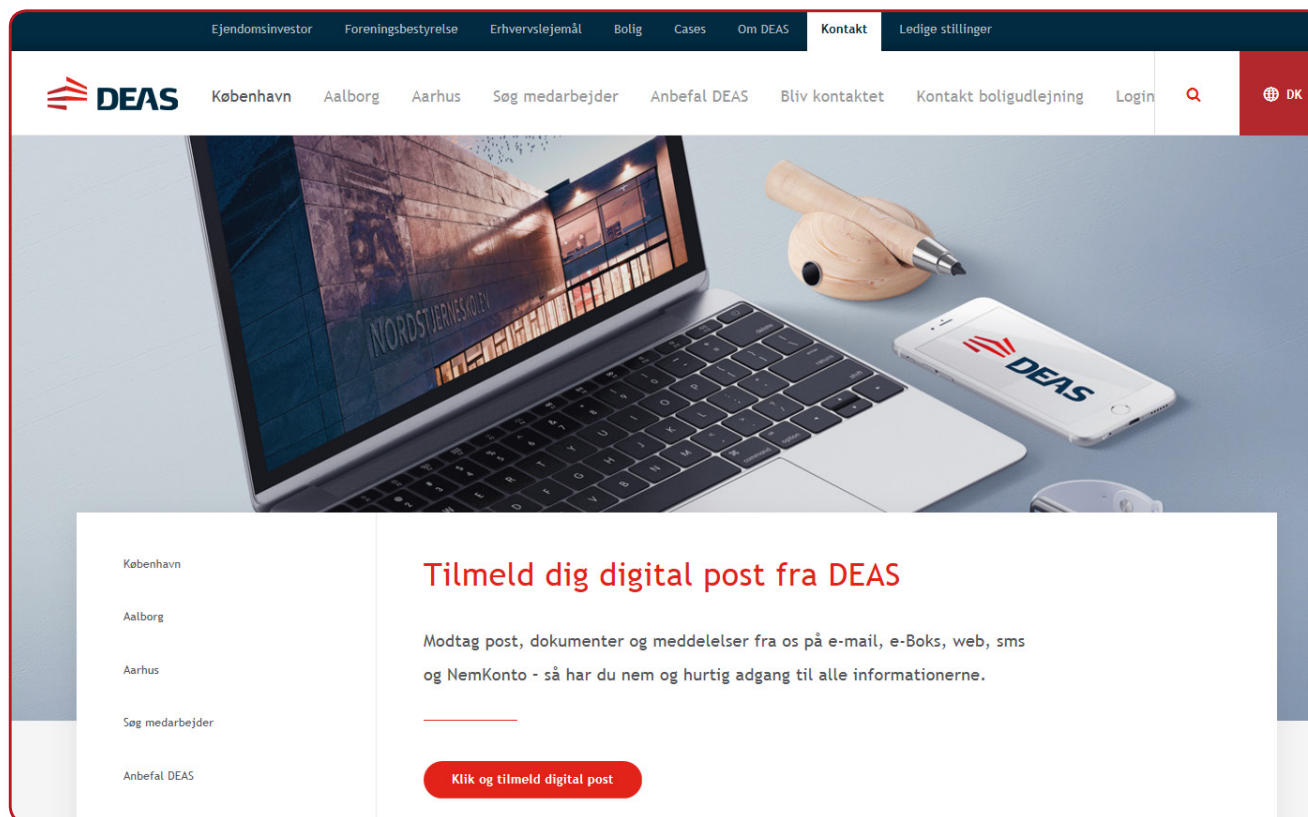 Ejendomsinvestor Foreningsbestyrelse Erhvervslejemål Bolig Cases Om DEAS Kontakt Ledige stillinger
DEAS København Aalborg Aarhus Søg medarbejder Anbefal DEAS Bliv kontaktet Kontakt boligudlejning Login DK
NORDSTJERNESKOLEN
DEAS
København
Aalborg
Aarhus
Søg medarbejder
Anbefal DEAS
Tilmeld dig digital post fra DEAS
Modtag post, dokumenter og meddelelser fra os på e-mail, e-Boks, web, sms
og NemKonto - så har du nem og hurtig adgang til alle informationerne.
Klik og tilmeld digital post